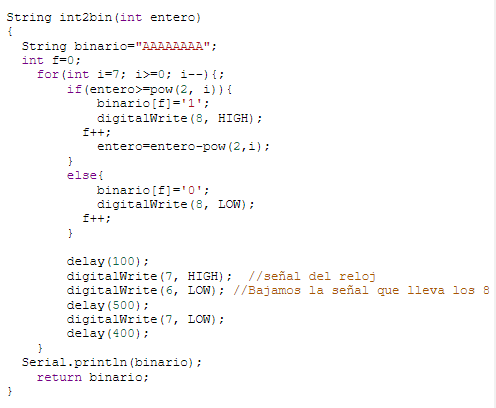 String int2bin(int entero)
{
  String binario="AAAAAAAA";
  int f=0;
    for(int i=7; i>=0; i--){;
        if(entero>=pow(2, i)){
            binario[f]='1';
            digitalWrite(8, HIGH);
          f++;
            entero=entero-pow(2,i);
        }
        else{
            binario[f]='0';
            digitalWrite(8, LOW);
          f++;
        }

        delay(100);
        digitalWrite(7, HIGH);  //señal del reloj
        digitalWrite(6, LOW); //Bajamos la señal que lleva los 8
        delay(500);
        digitalWrite(7, LOW);
        delay(400);
    }
  Serial.println(binario);
    return binario;
}